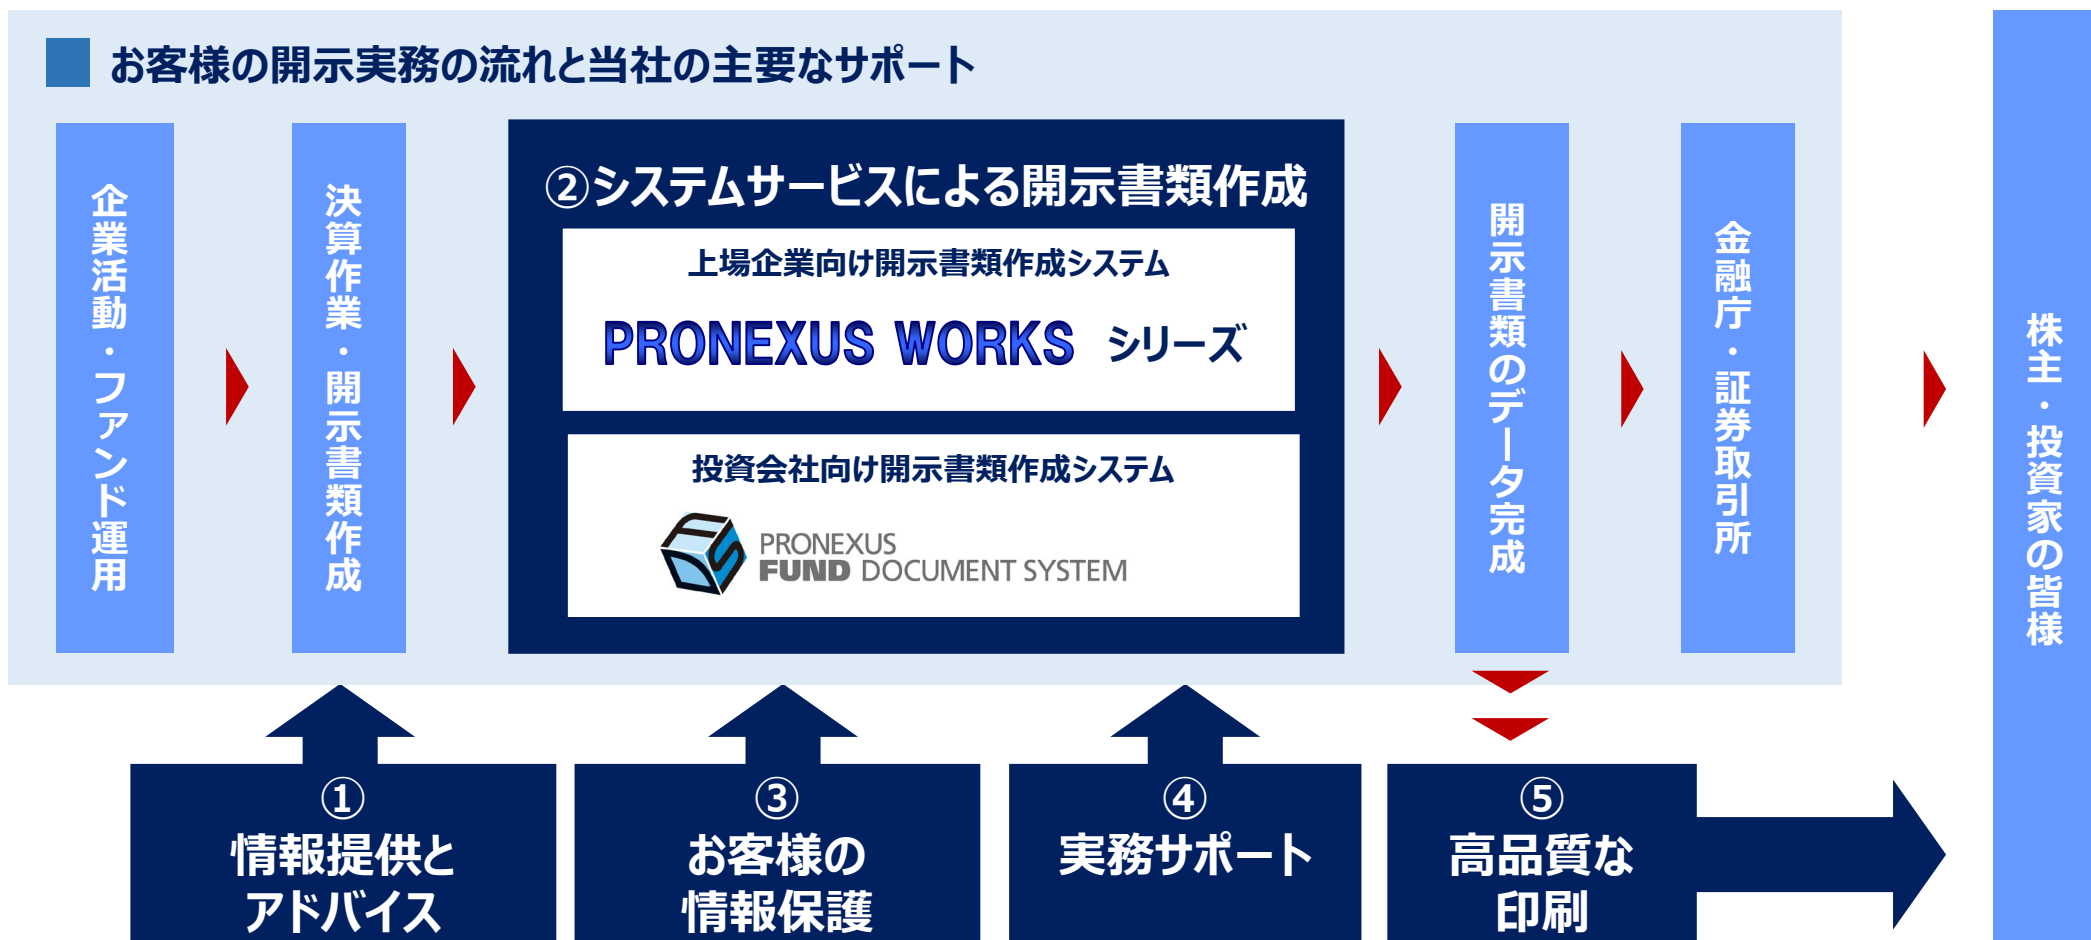 お客様の開示実務の流れと当社の主要なサポート
企業活動・ファンド運用
決算作業・開示書類作成
②システムサービスによる開示書類作成
上場企業向け開示書類作成システム
PRONEXUS WORKS シリーズ
投資会社向け開示書類作成システム
PRONEXUS
FUND DOCUMENT SYSTEM
開示書類のデータ完成
金融庁・証券取引所
株主・投資家の皆様
①
情報提供と
アドバイス
③
お客様の
情報保護
④
実務サポート
⑤
高品質な
印刷